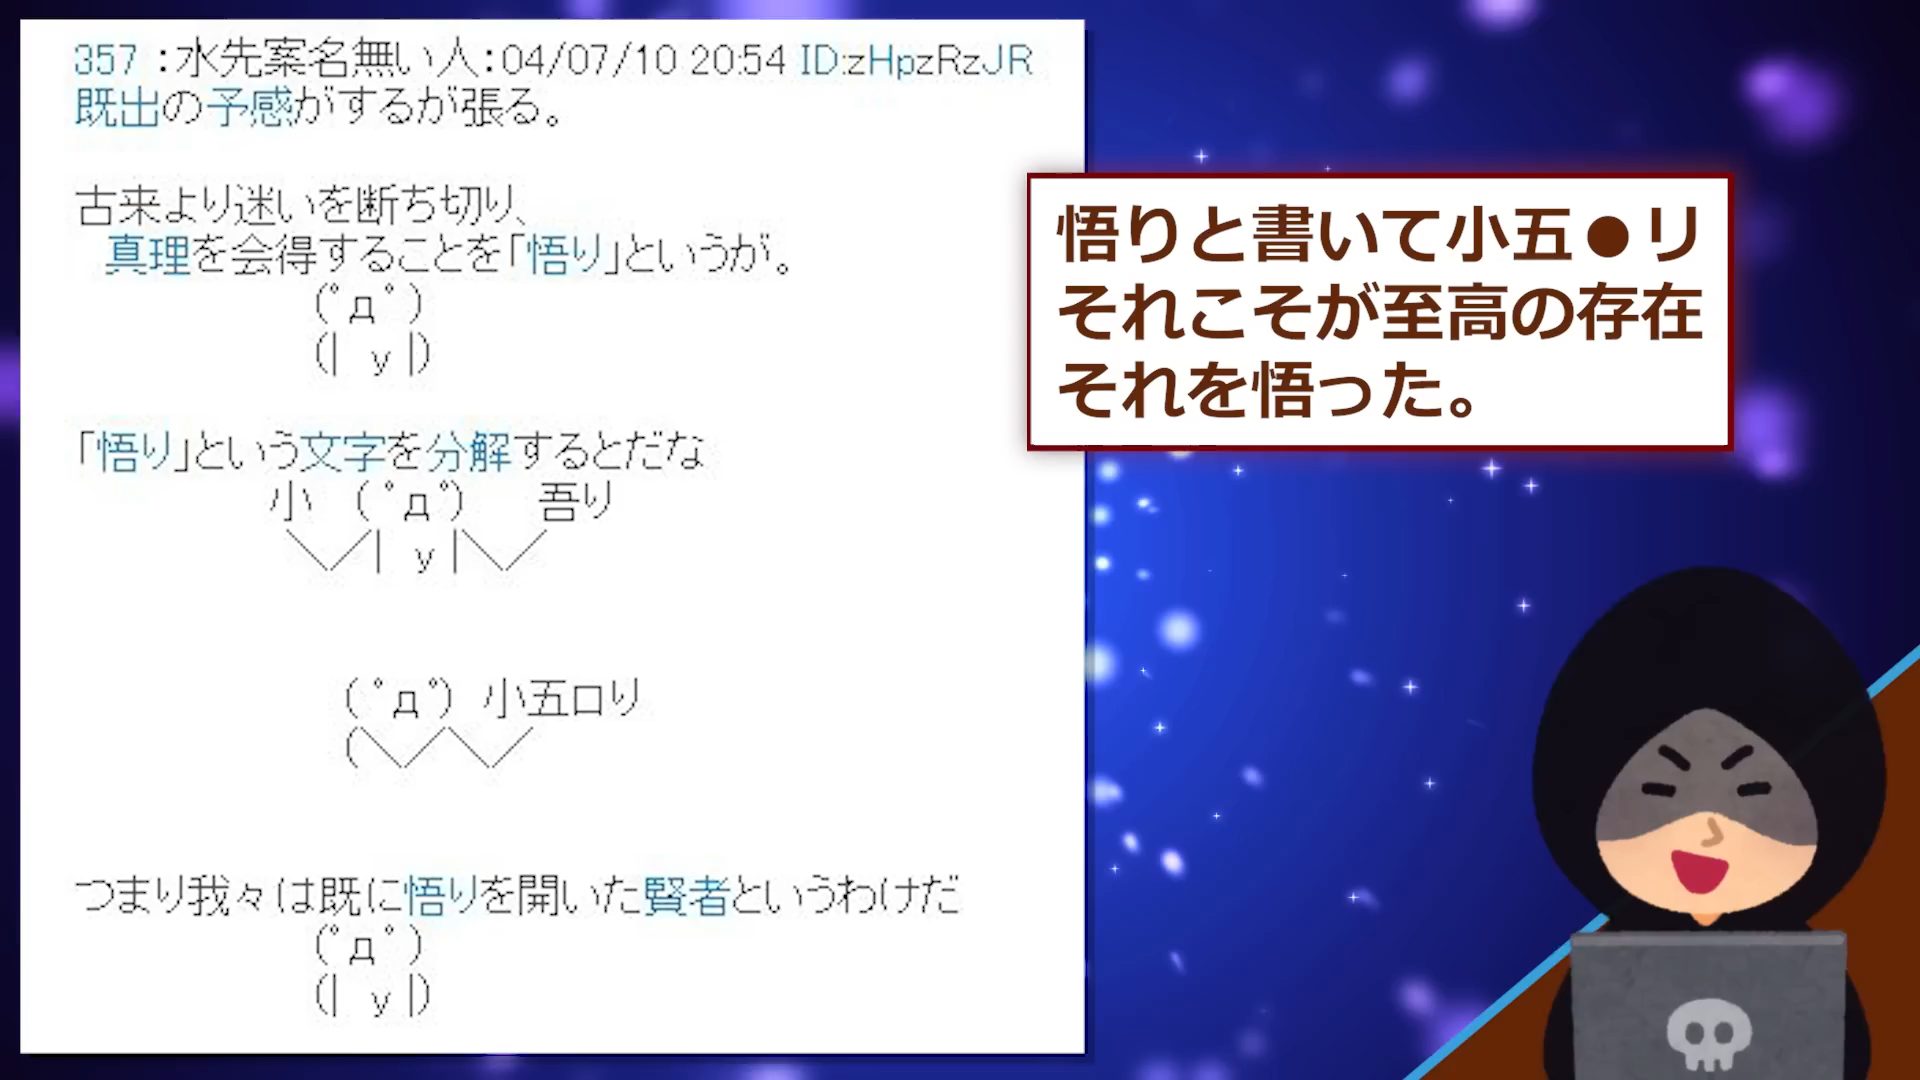 357 :水先案名無い人:04/07/10 20:54 ID:zHpzRzJR
既出の予感がするが張る。
古来より迷いを断ち切り、
真理を会得することを「悟り」というが。
(ﾟдﾟ)
(| y |)
「悟り」という文字を分解するとだな
小 (ﾟдﾟ) 吾り
＼／| y |＼／
(ﾟдﾟ) 小五ロり
(＼／＼／
つまり我々は既に悟りを開いた賢者というわけだ
(ﾟдﾟ)
(| y |)
悟りと書いて小五●リ
それこそが至高の存在
それを悟った。